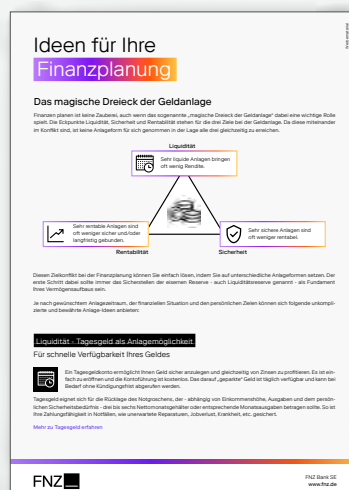 Werbematerial
Ideen für Ihre
Finanzplanung
Das magische Dreieck der Geldanlage
Finanzen planen ist keine Zauberei, auch wenn das sogenannte „magische Dreieck der Geldanlage" dabei eine wichtige Rolle
spielt. Die Eckpunkte Liquidität, Sicherheit und Rentabilität stehen für die drei Ziele bei der Geldanlage. Da diese miteinander
im Konflikt sind, ist keine Anlageform für sich genommen in der Lage alle drei gleichzeitig zu erreichen.
Liquidität
Sehr liquide Anlagen bringen
oft wenig Rendite.
Sehr rentable Anlagen sind
oft weniger sicher und/oder
langfristig gebunden.
Sehr sichere Anlagen sind
oft weniger rentabel.
Rentabilität
Sicherheit
Diesen Zielkonflikt bei der Finanzplanung können Sie einfach lösen, indem Sie auf unterschiedliche Anlageformen setzen. Der
erste Schritt dabei sollte immer das Sicherstellen der eisernen Reserve - auch Liquiditätsreserve genannt - als Fundament
Ihres Vermögensaufbaus sein.
Je nach gewünschtem Anlagezeitraum, der finanziellen Situation und den persönlichen Zielen können sich folgende unkompli-
zierte und bewährte Anlage-Ideen anbieten:
Liquidität - Tagesgeld als Anlagemöglichkeit
Für schnelle Verfügbarkeit Ihres Geldes
Ein Tagesgeldkonto ermöglicht Ihnen Geld sicher anzulegen und gleichzeitig von Zinsen zu profitieren. Es ist ein-
fach zu eröffnen und die Kontoführung ist kostenlos. Das darauf „geparkte" Geld ist täglich verfügbar und kann bei
Bedarf ohne Kündigungsfrist abgerufen werden.
Tagesgeld eignet sich für die Rücklage des Notgroschens, der - abhängig von Einkommenshöhe, Ausgaben und dem persön-
lichen Sicherheitsbedürfnis - drei bis sechs Nettomonatsgehälter oder entsprechende Monatsausgaben betragen sollte. So ist
Ihre Zahlungsfähigkeit in Notfällen, wie unerwartete Reparaturen, Jobverlust, Krankheit, etc. gesichert.
Mehr zu Tagesgeld erfahren
FNZ
FNZ Bank SE
www.fnz.de